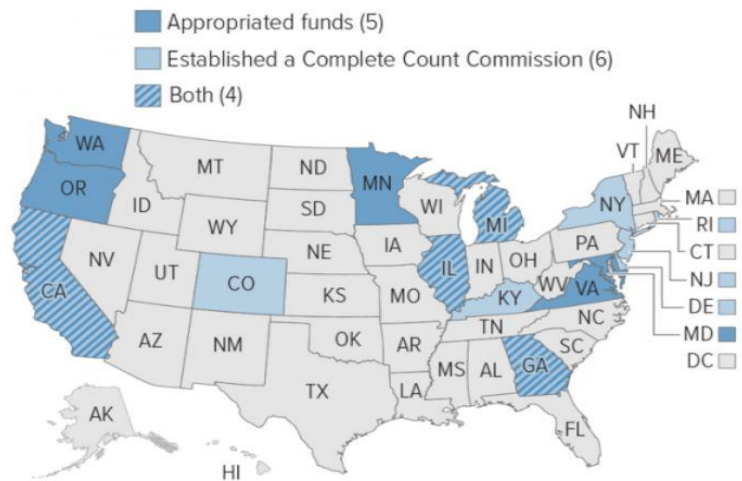 Appropriated funds (5)
Established a Complete Count Commission (6)
Both (4)
NH
WA
VT
ME
MT
ND
MN
OR
MA
ID
SD
WI
NY
RI
WY
MI
CT
IA
PA
NE
NJ
NV
IL
IN
OH
UT
CO
WV
VA
DE
CA
KS
MO
KY
MD
NC
TN
AZ
NM
OK
AR
SC
DC
MS
AL
GA
TX
LA
AK
FL
HI